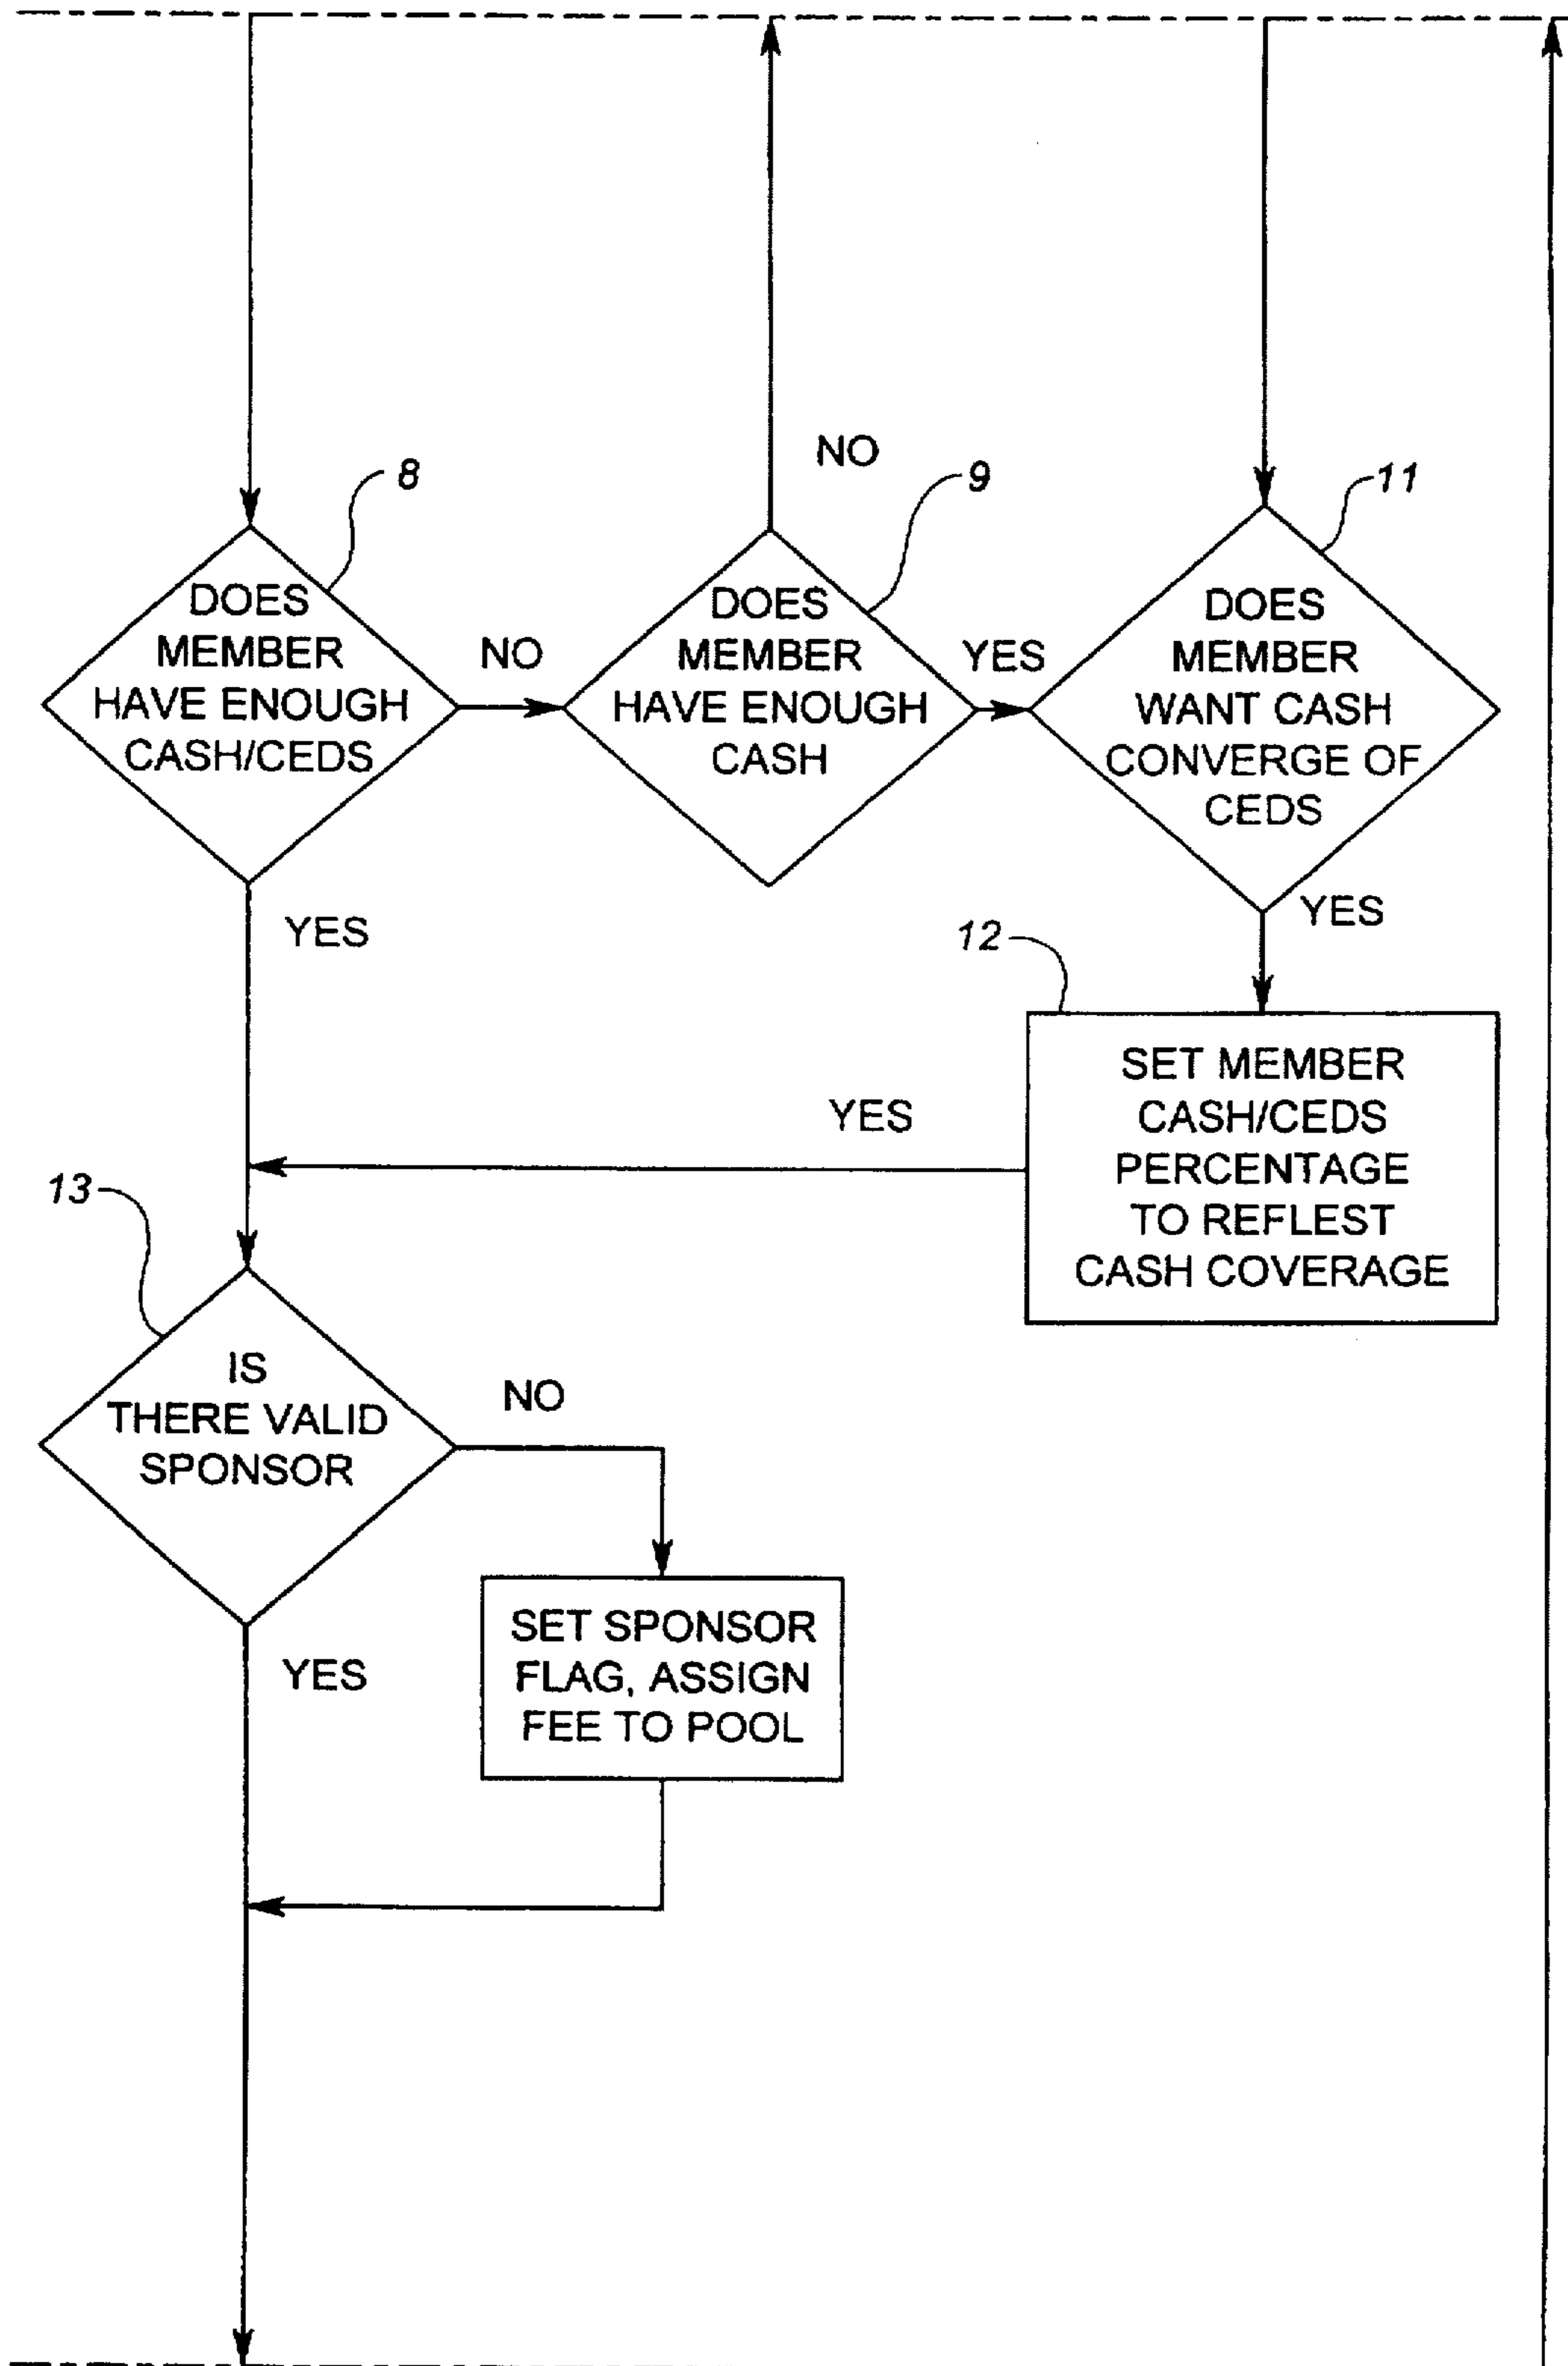 NO
8
9
11
DOES
MEMBER
HAVE ENOUGH
CASH/CEDS
NO
DOES
MEMBER
HAVE ENOUGH
CASH
YES
DOES
MEMBER
WANT CASH
CONVERGE OF
CEDS
YES
YES
12
SET MEMBER
CASH/CEDS
PERCENTAGE
TO REFLEST
CASH COVERAGE
YES
13
IS
THERE VALID
SPONSOR
NO
SET SPONSOR
FLAG, ASSIGN
FEE TO POOL
YES